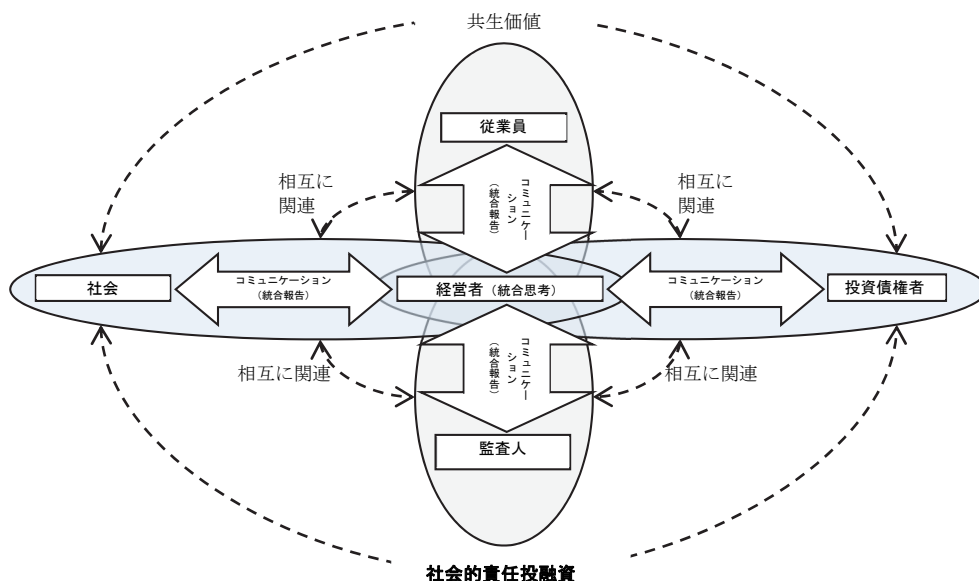 共生価値
従業員
コミュニケー
ション
(統合報告)
相互に
関連
相互に
関連
社会
コミュニケーション
(統合報告)
経営者(統合思考)
コミュニケーション
(統合報告)
投資債権者
コミュニケー
ション
(統合報告)
相互に関連
相互に関連
監査人
社会的責任投融資